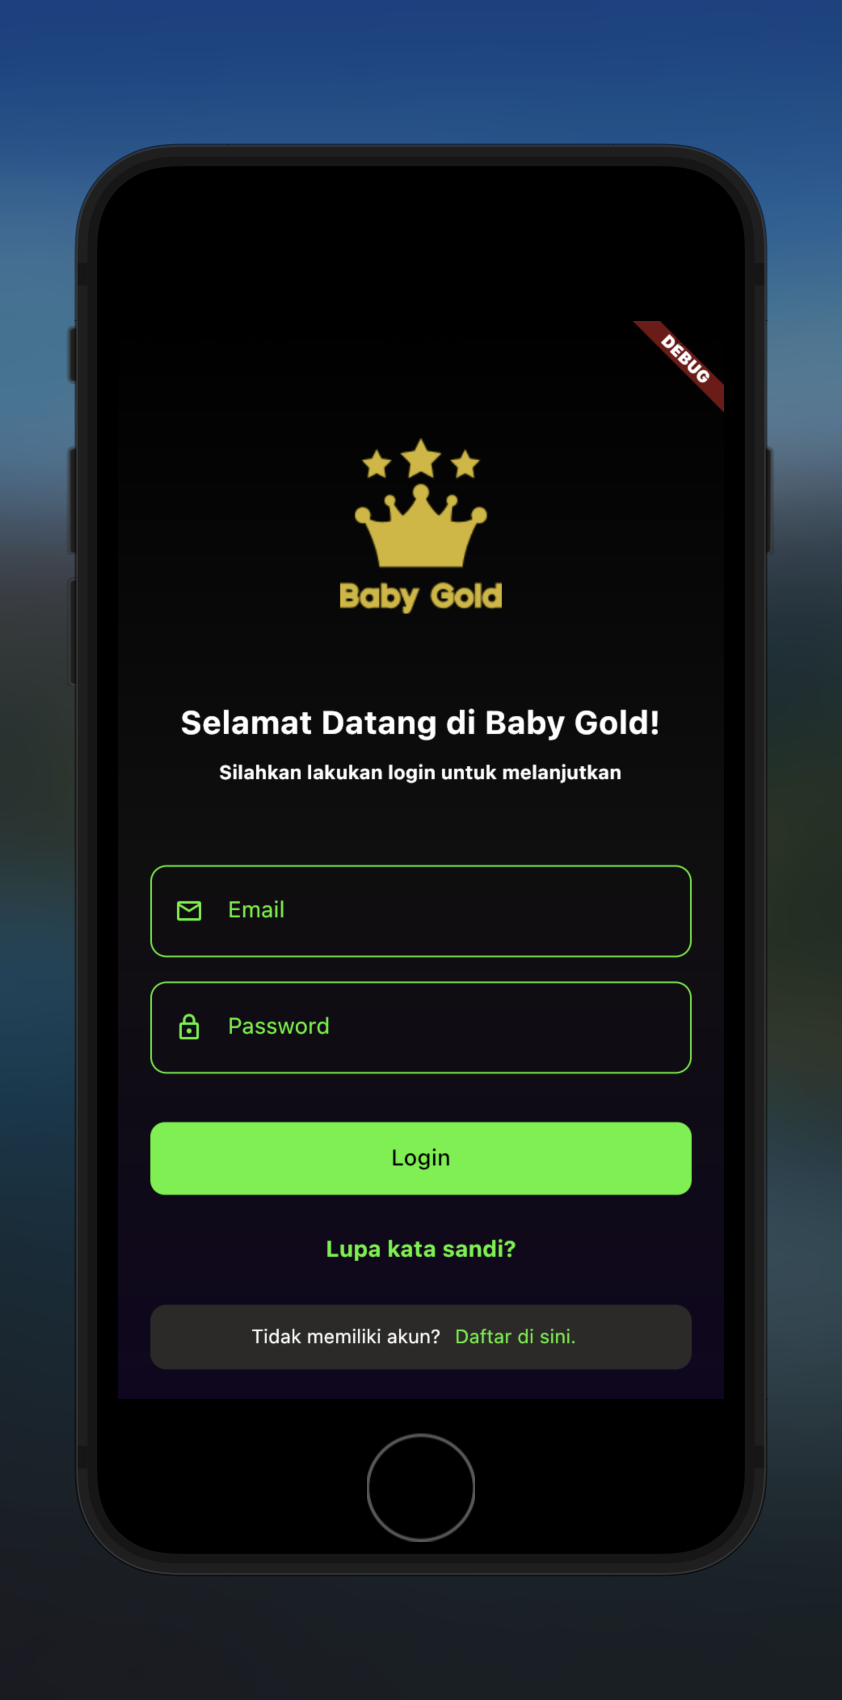 DEBUG
Baby Gold
Selamat Datang di Baby Gold!
Silahkan lakukan login untuk melanjutkan
Email
Password
Login
Lupa kata sandi?
Tidak memiliki akun? Daftar di sini.